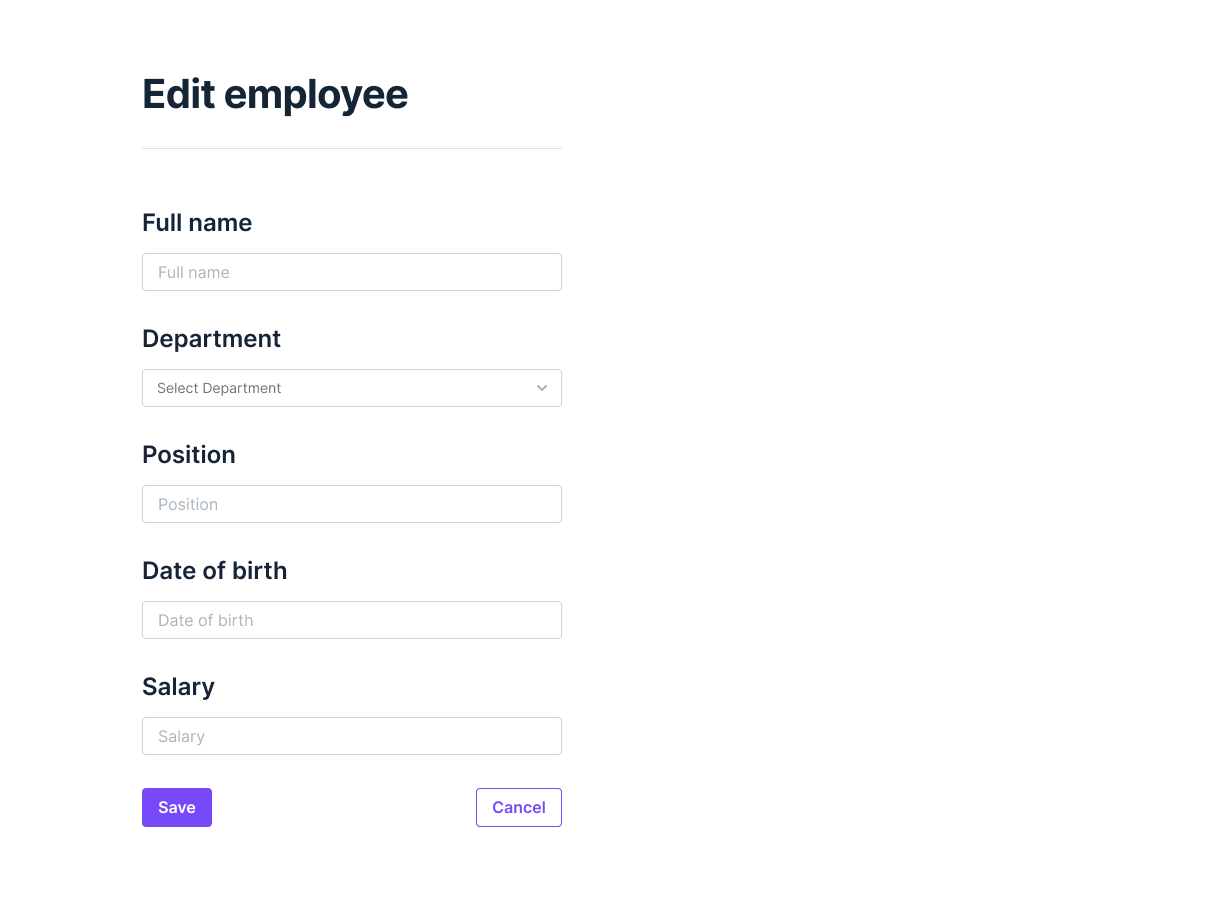 Edit employee
Full name
Full name
Department
Select Department
Position
Position
Date of birth
Date of birth
Salary
Salary
Save
Cancel